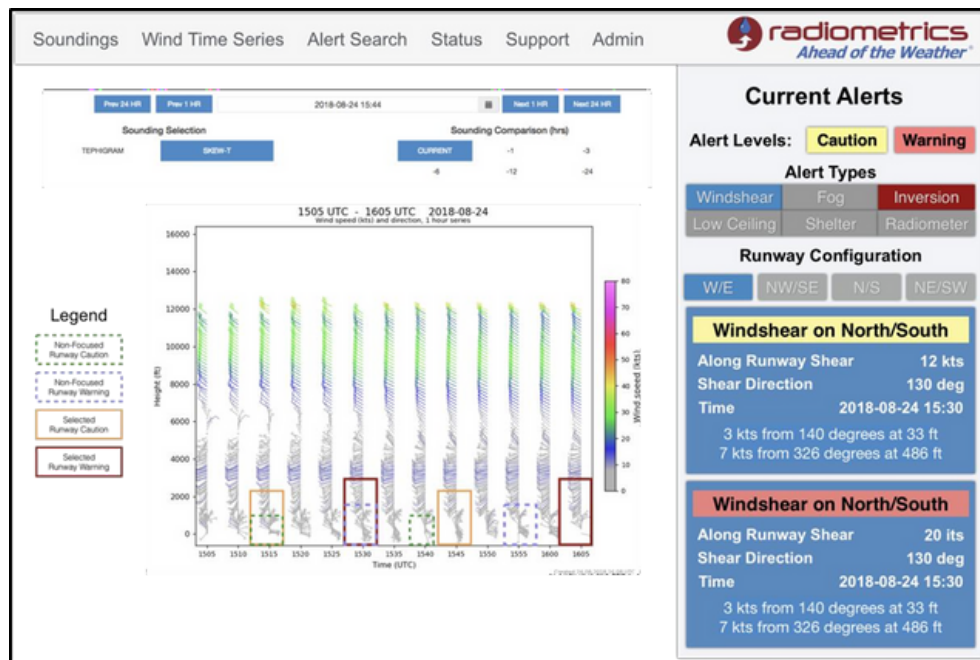 Soundings Wind Time Series Alert Search Status Support Admin
radiometrics
Ahead of the Weather
Prev 24 HR Prev 1 HR 2018-08-24 15:44 Next 1 HR Next 24 HR
Sounding Selection Sounding Comparison (hrs)
TEPHIGRAM SKEW-T CURRENT -1 -3
-6 -12 -24
1505 UTC - 1605 UTC 2018-08-24
Wind speed (kts) and direction, 1 hour series
16000
14000
12000
10000
8000
6000
4000
2000
0
Height (ft)
1505 1510 1515 1520 1525 1530 1535 1540 1545 1550 1555 1600 1605
Time (UTC)
80
70
60
50
40
30
20
10
0
Wind speed (kts)
Legend
Non-Focused
Runway Caution
Non-Focused
Runway Warning
Selected
Runway Caution
Selected
Runway Warning
Current Alerts
Alert Levels: Caution Warning
Alert Types
Windshear Fog Inversion
Low Ceiling Shelter Radiometer
Runway Configuration
W/E NW/SE N/S NE/SW
Windshear on North/South
Along Runway Shear 12 kts
Shear Direction 130 deg
Time 2018-08-24 15:30
3 kts from 140 degrees at 33 ft
7 kts from 326 degrees at 486 ft
Windshear on North/South
Along Runway Shear 20 its
Shear Direction 130 deg
Time 2018-08-24 15:30
3 kts from 140 degrees at 33 ft
7 kts from 326 degrees at 486 ft